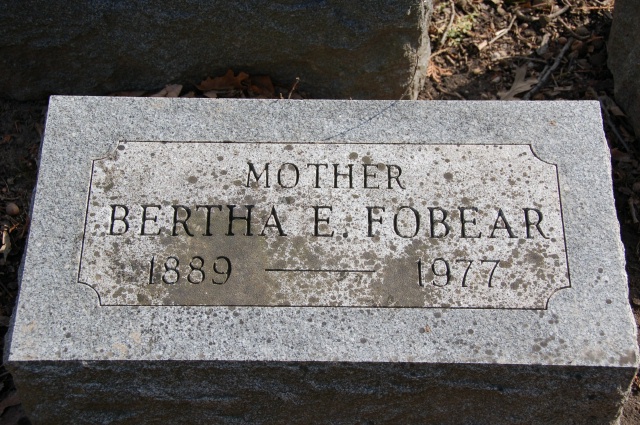 MOTHER
BERTHA E. FOBEAR
1889 — 1977